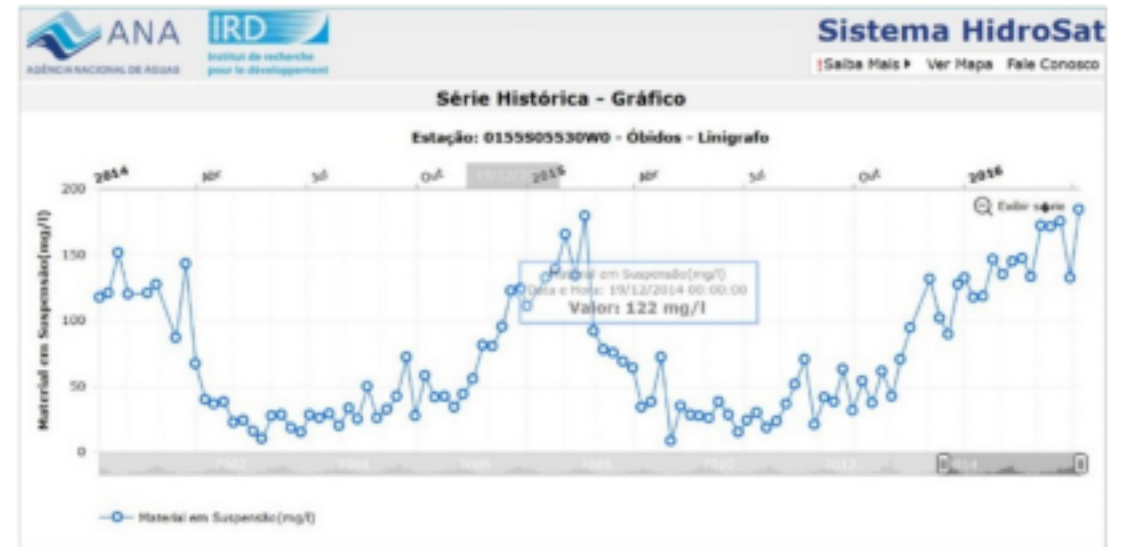 ANA
AGÊNCIA NACIONAL DE ÁGUAS
IRD
Institut de recherche
pour le développement
Sistema HidroSat
Saiba Mais Ver Mapa Fale Conosco
Série Histórica - Gráfico
Estação: 01555S05530W0 - Óbidos - Linigrafo
2014 Abr Jul Out 19/12/2 2015 Abr Jul Out 2016
Exibir série
Material em Suspensão(mg/l)
200
150
100
50
0
Material em Suspensão(mg/l)
Data e Hora: 19/12/2014 00:00:00
Valor: 122 mg/l
2002 2004 2006 2008 2010 2012 2014
Material em Suspensão(mg/l)